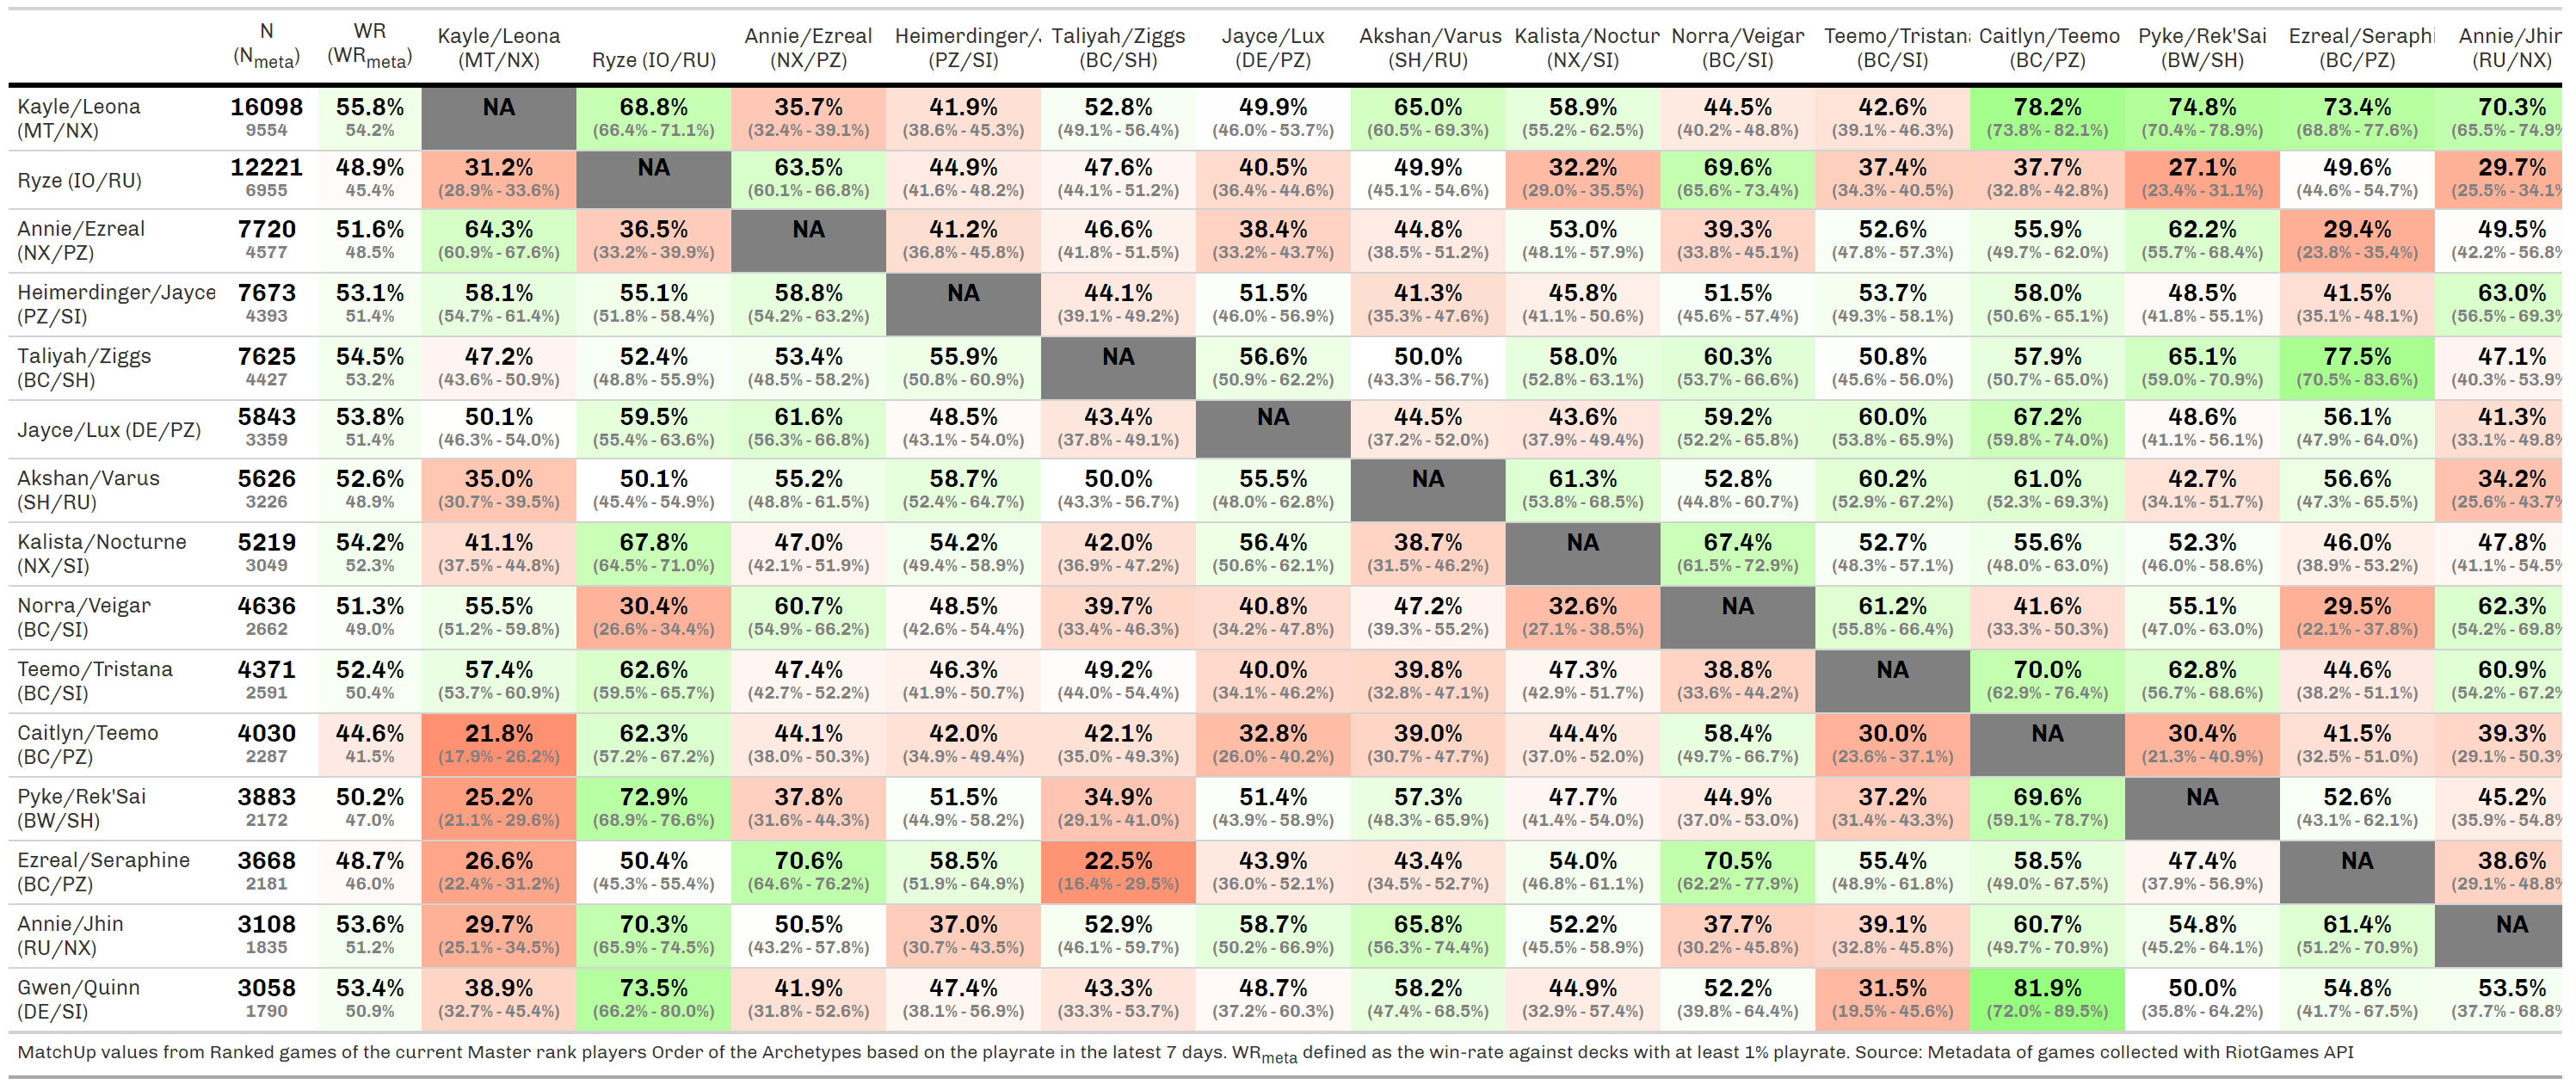 N WR Kayle/Leona Annie/Ezreal Heimerdinger/ Taliyah/Ziggs Jayce/Lux Akshan/Varus Kalista/Noctur Norra/Veigar Teemo/Tristana Caitlyn/Teemo Pyke/Rek'Sai Ezreal/Seraphi Annie/Jhin
(Nmeta) (WRmeta) (MT/NX) Ryze (IO/RU) (NX/PZ) (PZ/SI) (BC/SH) (DE/PZ) (SH/RU) (NX/SI) (BC/SI) (BC/SI) (BC/PZ) (BW/SH) (BC/PZ) (RU/NX)
Kayle/Leona 16098 55.8% NA 68.8% 35.7% 41.9% 52.8% 49.9% 65.0% 58.9% 44.5% 42.6% 78.2% 74.8% 73.4% 70.3%
(MT/NX) 9554 54.2% (66.4% - 71.1%) (32.4% - 39.1%) (38.6% - 45.3%) (49.1% - 56.4%) (46.0% - 53.7%) (60.5% - 69.3%) (55.2% - 62.5%) (40.2% - 48.8%) (39.1% - 46.3%) (73.8% - 82.1%) (70.4% - 78.9%) (68.8% - 77.6%) (65.5% - 74.9%
Ryze (IO/RU) 12221 48.9% 31.2% NA 63.5% 44.9% 47.6% 40.5% 49.9% 32.2% 69.6% 37.4% 37.7% 27.1% 49.6% 29.7%
6955 45.4% (28.9% - 33.6%) (60.1% - 66.8%) (41.6% - 48.2%) (44.1% - 51.2%) (36.4% - 44.6%) (45.1% - 54.6%) (29.0% - 35.5%) (65.6% - 73.4%) (34.3% - 40.5%) (32.8% - 42.8%) (23.4% - 31.1%) (44.6% - 54.7%) (25.5% - 34.1%
Annie/Ezreal 7720 51.6% 64.3% 36.5% NA 41.2% 46.6% 38.4% 44.8% 53.0% 39.3% 52.6% 55.9% 62.2% 29.4% 49.5%
(NX/PZ) 4577 48.5% (60.9% - 67.6%) (33.2% - 39.9%) (36.8% - 45.8%) (41.8% - 51.5%) (33.2% - 43.7%) (38.5% - 51.2%) (48.1% - 57.9%) (33.8% - 45.1%) (47.8% - 57.3%) (49.7% - 62.0%) (55.7% - 68.4%) (23.8% - 35.4%) (42.2% - 56.8%
Heimerdinger/Jayce 7673 53.1% 58.1% 55.1% 58.8% NA 44.1% 51.5% 41.3% 45.8% 51.5% 53.7% 58.0% 48.5% 41.5% 63.0%
(PZ/SI) 4393 51.4% (54.7% - 61.4%) (51.8% - 58.4%) (54.2% - 63.2%) (39.1% - 49.2%) (46.0% - 56.9%) (35.3% - 47.6%) (41.1% - 50.6%) (45.6% - 57.4%) (49.3% - 58.1%) (50.6% - 65.1%) (41.8% - 55.1%) (35.1% - 48.1%) (56.5% - 69.3%
Taliyah/Ziggs 7625 54.5% 47.2% 52.4% 53.4% 55.9% NA 56.6% 50.0% 58.0% 60.3% 50.8% 57.9% 65.1% 77.5% 47.1%
(BC/SH) 4427 53.2% (43.6% - 50.9%) (48.8% - 55.9%) (48.5% - 58.2%) (50.8% - 60.9%) (50.9% - 62.2%) (43.3% - 56.7%) (52.8% - 63.1%) (53.7% - 66.6%) (45.6% - 56.0%) (50.7% - 65.0%) (59.0% - 70.9%) (70.5% - 83.6%) (40.3% - 53.9%
Jayce/Lux (DE/PZ) 5843 53.8% 50.1% 59.5% 61.6% 48.5% 43.4% NA 44.5% 43.6% 59.2% 60.0% 67.2% 48.6% 56.1% 41.3%
3359 51.4% (46.3% - 54.0%) (55.4% - 63.6%) (56.3% - 66.8%) (43.1% - 54.0%) (37.8% - 49.1%) (37.2% - 52.0%) (37.9% - 49.4%) (52.2% - 65.8%) (53.8% - 65.9%) (59.8% - 74.0%) (41.1% - 56.1%) (47.9% - 64.0%) (33.1% - 49.8%
Akshan/Varus 5626 52.6% 35.0% 50.1% 55.2% 58.7% 50.0% 55.5% NA 61.3% 52.8% 60.2% 61.0% 42.7% 56.6% 34.2%
(SH/RU) 3226 48.9% (30.7% - 39.5%) (45.4% - 54.9%) (48.8% - 61.5%) (52.4% - 64.7%) (43.3% - 56.7%) (48.0% - 62.8%) (53.8% - 68.5%) (44.8% - 60.7%) (52.9% - 67.2%) (52.3% - 69.3%) (34.1% - 51.7%) (47.3% - 65.5%) (25.6% - 43.7%
Kalista/Nocturne 5219 54.2% 41.1% 67.8% 47.0% 54.2% 42.0% 56.4% 38.7% NA 67.4% 52.7% 55.6% 52.3% 46.0% 47.8%
(NX/SI) 3049 52.3% (37.5% - 44.8%) (64.5% - 71.0%) (42.1% - 51.9%) (49.4% - 58.9%) (36.9% - 47.2%) (50.6% - 62.1%) (31.5% - 46.2%) (61.5% - 72.9%) (48.3% - 57.1%) (48.0% - 63.0%) (46.0% - 58.6%) (38.9% - 53.2%) (41.1% - 54.5%
Norra/Veigar 4636 51.3% 55.5% 30.4% 60.7% 48.5% 39.7% 40.8% 47.2% 32.6% NA 61.2% 41.6% 55.1% 29.5% 62.3%
(BC/SI) 2662 49.0% (51.2% - 59.8%) (26.6% - 34.4%) (54.9% - 66.2%) (42.6% - 54.4%) (33.4% - 46.3%) (34.2% - 47.8%) (39.3% - 55.2%) (27.1% - 38.5%) (55.8% - 66.4%) (33.3% - 50.3%) (47.0% - 63.0%) (22.1% - 37.8%) (54.2% - 69.8%
Teemo/Tristana 4371 52.4% 57.4% 62.6% 47.4% 46.3% 49.2% 40.0% 39.8% 47.3% 38.8% NA 70.0% 62.8% 44.6% 60.9%
(BC/SI) 2591 50.4% (53.7% - 60.9%) (59.5% - 65.7%) (42.7% - 52.2%) (41.9% - 50.7%) (44.0% - 54.4%) (34.1% - 46.2%) (32.8% - 47.1%) (42.9% - 51.7%) (33.6% - 44.2%) (62.9% - 76.4%) (56.7% - 68.6%) (38.2% - 51.1%) (54.2% - 67.2%
Caitlyn/Teemo 4030 44.6% 21.8% 62.3% 44.1% 42.0% 42.1% 32.8% 39.0% 44.4% 58.4% 30.0% NA 30.4% 41.5% 39.3%
(BC/PZ) 2287 41.5% (17.9% - 26.2%) (57.2% - 67.2%) (38.0% - 50.3%) (34.9% - 49.4%) (35.0% - 49.3%) (26.0% - 40.2%) (30.7% - 47.7%) (37.0% - 52.0%) (49.7% - 66.7%) (23.6% - 37.1%) (21.3% - 40.9%) (32.5% - 51.0%) (29.1% - 50.3%
Pyke/Rek'Sai 3883 50.2% 25.2% 72.9% 37.8% 51.5% 34.9% 51.4% 57.3% 47.7% 44.9% 37.2% 69.6% NA 52.6% 45.2%
(BW/SH) 2172 47.0% (21.1% - 29.6%) (68.9% - 76.6%) (31.6% - 44.3%) (44.9% - 58.2%) (29.1% - 41.0%) (43.9% - 58.9%) (48.3% - 65.9%) (41.4% - 54.0%) (37.0% - 53.0%) (31.4% - 43.3%) (59.1% - 78.7%) (43.1% - 62.1%) (35.9% - 54.8%
Ezreal/Seraphine 3668 48.7% 26.6% 50.4% 70.6% 58.5% 22.5% 43.9% 43.4% 54.0% 70.5% 55.4% 58.5% 47.4% NA 38.6%
(BC/PZ) 2181 46.0% (22.4% - 31.2%) (45.3% - 55.4%) (64.6% - 76.2%) (51.9% - 64.9%) (16.4% - 29.5%) (36.0% - 52.1%) (34.5% - 52.7%) (46.8% - 61.1%) (62.2% - 77.9%) (48.9% - 61.8%) (49.0% - 67.5%) (37.9% - 56.9%) (29.1% - 48.8%
Annie/Jhin 3108 53.6% 29.7% 70.3% 50.5% 37.0% 52.9% 58.7% 65.8% 52.2% 37.7% 39.1% 60.7% 54.8% 61.4% NA
(RU/NX) 1835 51.2% (25.1% - 34.5%) (65.9% - 74.5%) (43.2% - 57.8%) (30.7% - 43.5%) (46.1% - 59.7%) (50.2% - 66.9%) (56.3% - 74.4%) (45.5% - 58.9%) (30.2% - 45.8%) (32.8% - 45.8%) (49.7% - 70.9%) (45.2% - 64.1%) (51.2% - 70.9%)
Gwen/Quinn 3058 53.4% 38.9% 73.5% 41.9% 47.4% 43.3% 48.7% 58.2% 44.9% 52.2% 31.5% 81.9% 50.0% 54.8% 53.5%
(DE/SI) 1790 50.9% (32.7% - 45.4%) (66.2% - 80.0%) (31.8% - 52.6%) (38.1% - 56.9%) (33.3% - 53.7%) (37.2% - 60.3%) (47.4% - 68.5%) (32.9% - 57.4%) (39.8% - 64.4%) (19.5% - 45.6%) (72.0% - 89.5%) (35.8% - 64.2%) (41.7% - 67.5%) (37.7% - 68.8%
MatchUp values from Ranked games of the current Master rank players Order of the Archetypes based on the playrate in the latest 7 days. WRmeta defined as the win-rate against decks with at least 1% playrate. Source: Metadata of games collected with RiotGames API